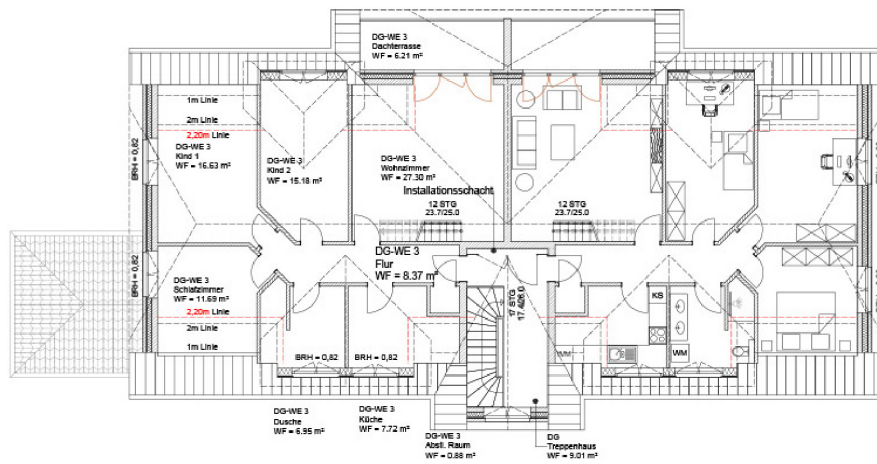 DG-WE 3
Dachterrasse
WF = 6.21 m²
1m Linie
2m Linie
2,20m Linie
DG-WE 3
Kind 1
WF = 16.63 m²
BRH = 0,82
DG-WE 3
Kind 2
WF = 15.18 m²
DG-WE 3
Wohnzimmer
WF = 27.30 m²
Installationsschacht
12 STG
23.7/25.0
12 STG
23.7/25.0
DG-WE 3
Flur
WF = 8.37 m²
BRH = 0,82
DG-WE 3
Schlafzimmer
WF = 11.69 m²
2,20m Linie
2m Linie
1m Linie
17 STG
KS
WM
WM
BRH = 0,82
BRH = 0,82
DG-WE 3
Dusche
WF = 6.95 m²
DG-WE 3
Küche
WF = 7.72 m²
DG-WE 3
Abstl. Raum
WF = 0.88 m²
DG
Treppenhaus
WF = 9.01 m²